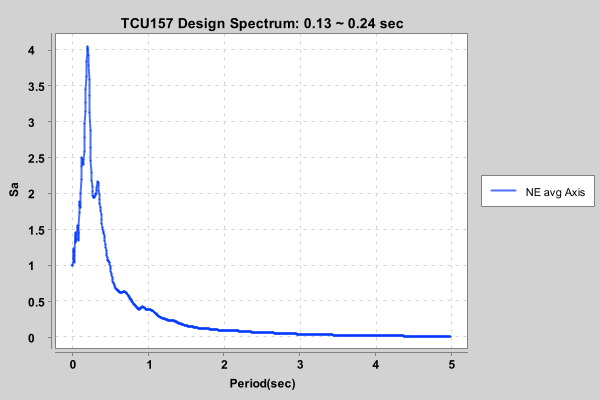 TCU157 Design Spectrum: 0.13 ~ 0.24 sec
4
3.5
3
2.5
2
1.5
1
0.5
0
Sa
NE avg Axis
0 1 2 3 4 5
Period(sec)